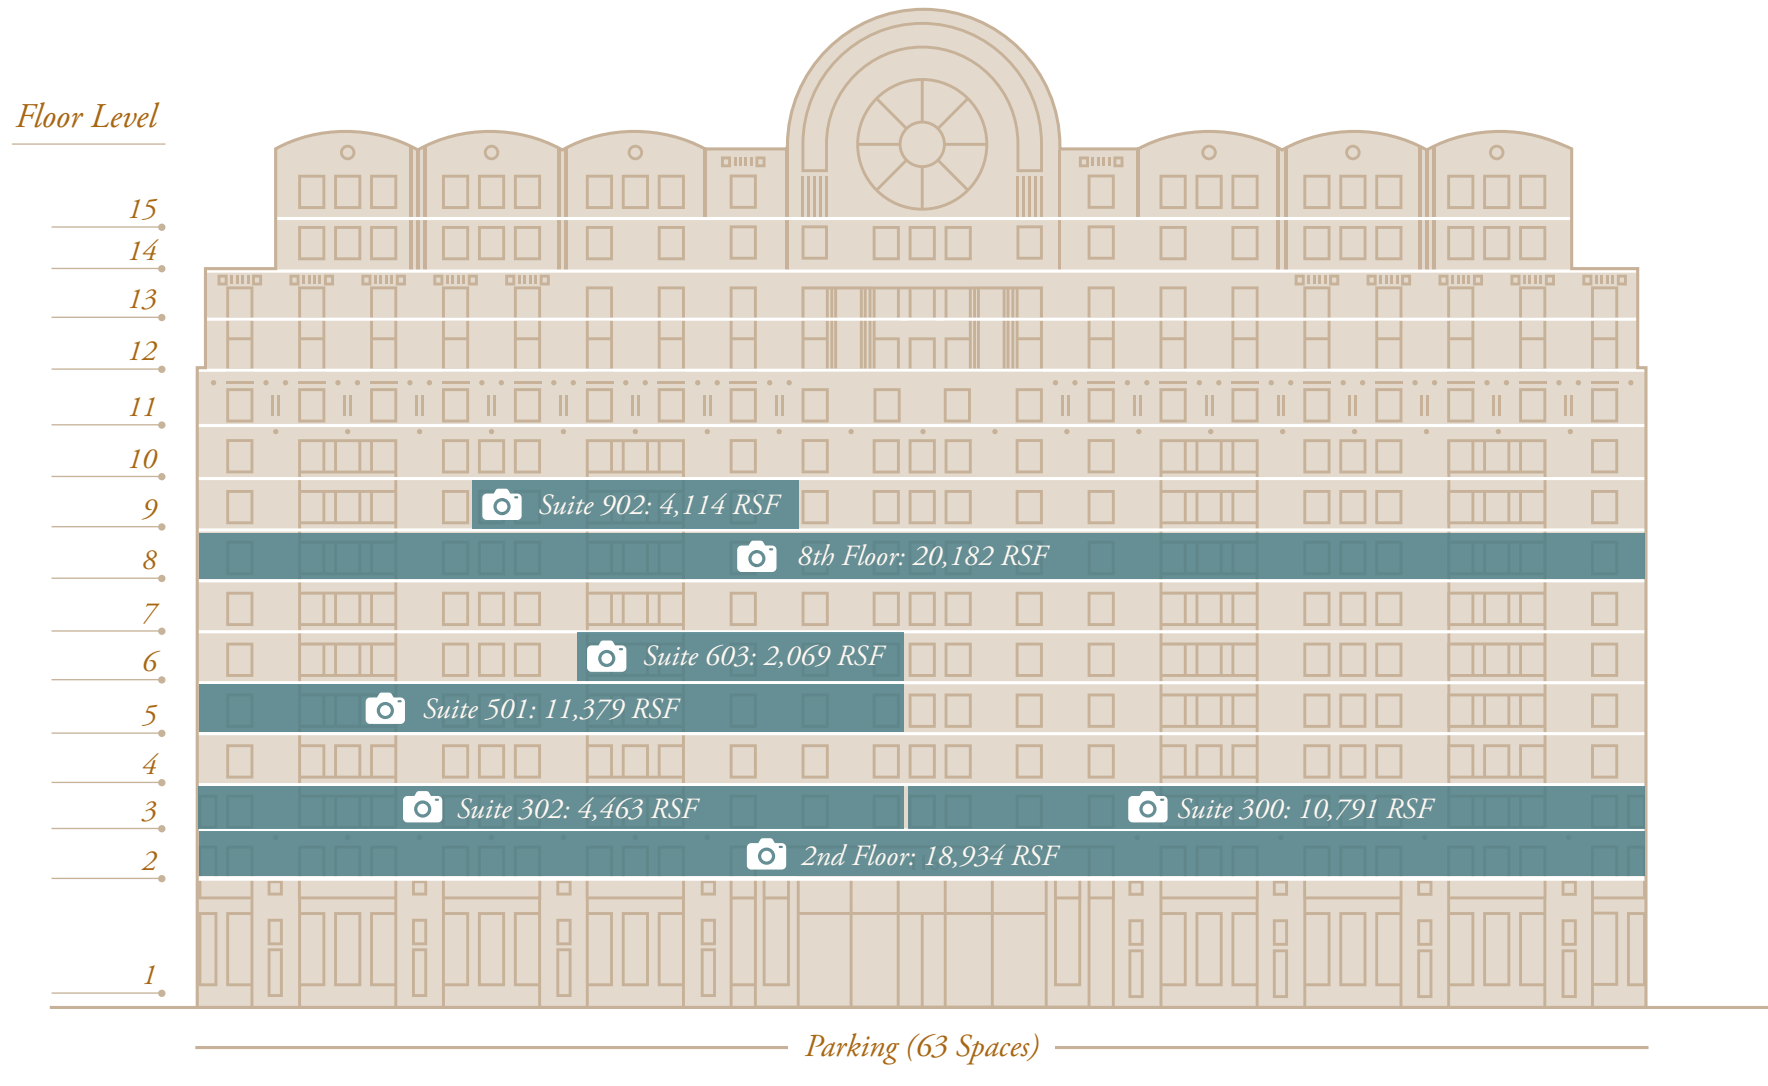 Floor Level
15
14
13
12
11
10
9
Suite 902: 4,114 RSF
8
8th Floor: 20,182 RSF
7
6
Suite 603: 2,069 RSF
5
Suite 501: 11,379 RSF
4
3
Suite 302: 4,463 RSF
Suite 300: 10,791 RSF
2
2nd Floor: 18,934 RSF
1
Parking (63 Spaces)